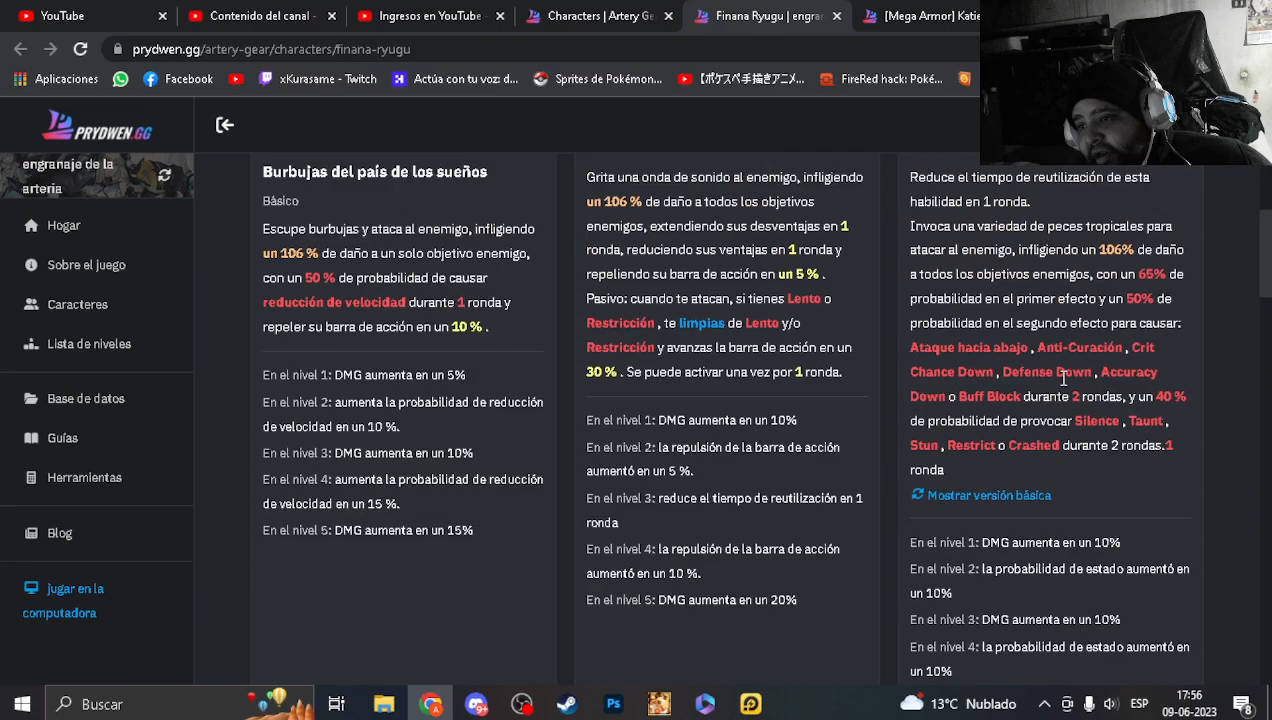 YouTube
Contenido del canal -
Ingresos en YouTube -
Characters | Artery Ge
Finana Ryugu | engran
[Mega Armor] Katie
prydwen.gg/artery-gear/characters/finana-ryugu
Aplicaciones
Facebook
xKurasame - Twitch
Actúa con tu voz: d...
Sprites de Pokémon...
【ポケスペ手描きアニメ...
FireRed hack: Poké...
PRYDWEN.GG
engranaje de la
arteria
Hogar
Sobre el juego
Caracteres
Lista de niveles
Base de datos
Guías
Herramientas
Blog
jugar en la
computadora
Burbujas del país de los sueños
Básico
Escupe burbujas y ataca al enemigo, infligiendo
un 106 % de daño a un solo objetivo enemigo,
con un 50 % de probabilidad de causar
reducción de velocidad durante 1 ronda y
repeler su barra de acción en un 10 % .
En el nivel 1: DMG aumenta en un 5%
En el nivel 2: aumenta la probabilidad de reducción
de velocidad en un 10 %.
En el nivel 3: DMG aumenta en un 10%
En el nivel 4: aumenta la probabilidad de reducción
de velocidad en un 15 %.
En el nivel 5: DMG aumenta en un 15%
Grita una onda de sonido al enemigo, infligiendo
un 106 % de daño a todos los objetivos
enemigos, extendiendo sus desventajas en 1
ronda, reduciendo sus ventajas en 1 ronda y
repeliendo su barra de acción en un 5 % .
Pasivo: cuando te atacan, si tienes Lento o
Restricción , te limpias de Lento y/o
Restricción y avanzas la barra de acción en un
30 % . Se puede activar una vez por 1 ronda.
En el nivel 1: DMG aumenta en un 10%
En el nivel 2: la repulsión de la barra de acción
aumentó en un 5 %.
En el nivel 3: reduce el tiempo de reutilización en 1
ronda
En el nivel 4: la repulsión de la barra de acción
aumentó en un 10 %.
En el nivel 5: DMG aumenta en un 20%
Reduce el tiempo de reutilización de esta
habilidad en 1 ronda.
Invoca una variedad de peces tropicales para
atacar al enemigo, infligiendo un 106% de daño
a todos los objetivos enemigos, con un 65% de
probabilidad en el primer efecto y un 50% de
probabilidad en el segundo efecto para causar:
Ataque hacia abajo , Anti-Curación , Crit
Chance Down , Defense Down , Accuracy
Down o Buff Block durante 2 rondas, y un 40 %
de probabilidad de provocar Silence , Taunt ,
Stun , Restrict o Crashed durante 2 rondas.1
ronda
Mostrar versión básica
En el nivel 1: DMG aumenta en un 10%
En el nivel 2: la probabilidad de estado aumentó en
un 10%
En el nivel 3: DMG aumenta en un 10%
En el nivel 4: la probabilidad de estado aumentó en
un 10%
Buscar
13°C Nublado
ESP
17:56
09-06-2023
8